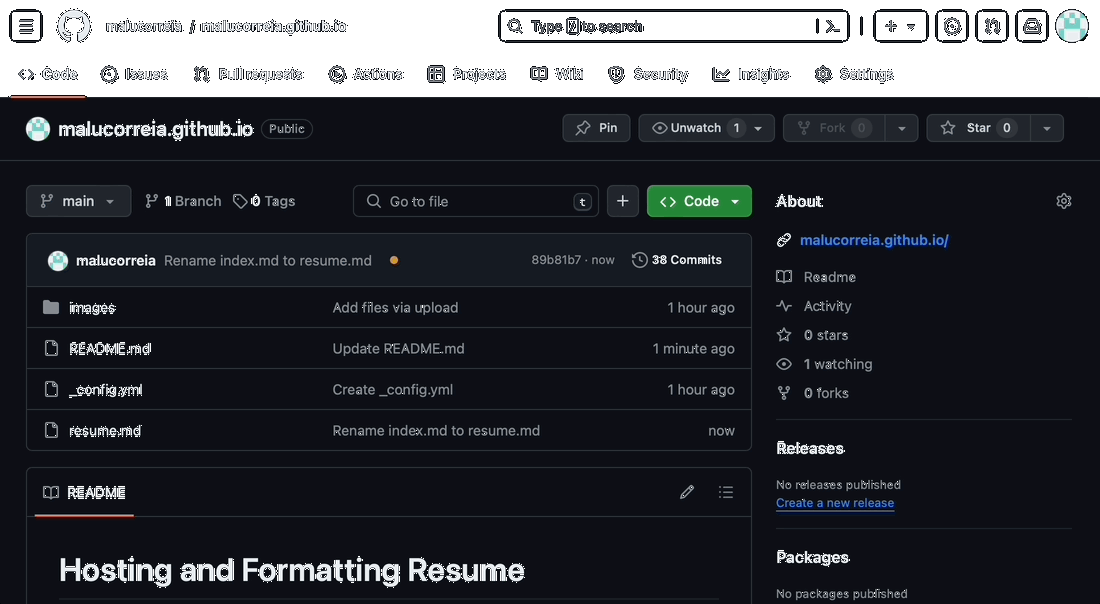 malucorreia / malucorreia.github.io
Type / to search
Code Issues Pull requests Actions Projects Wiki Security Insights Settings
malucorreia.github.io Public
Pin Unwatch 1 Fork 0 Star 0
main 1 Branch 0 Tags Go to file t + Code
malucorreia Rename index.md to resume.md 89b81b7 · now 38 Commits
images Add files via upload 1 hour ago
README.md Update README.md 1 minute ago
_config.yml Create _config.yml 1 hour ago
resume.md Rename index.md to resume.md now
README
Hosting and Formatting Resume
About
malucorreia.github.io/
Readme
Activity
0 stars
1 watching
0 forks
Releases
No releases published
Create a new release
Packages
No packages published